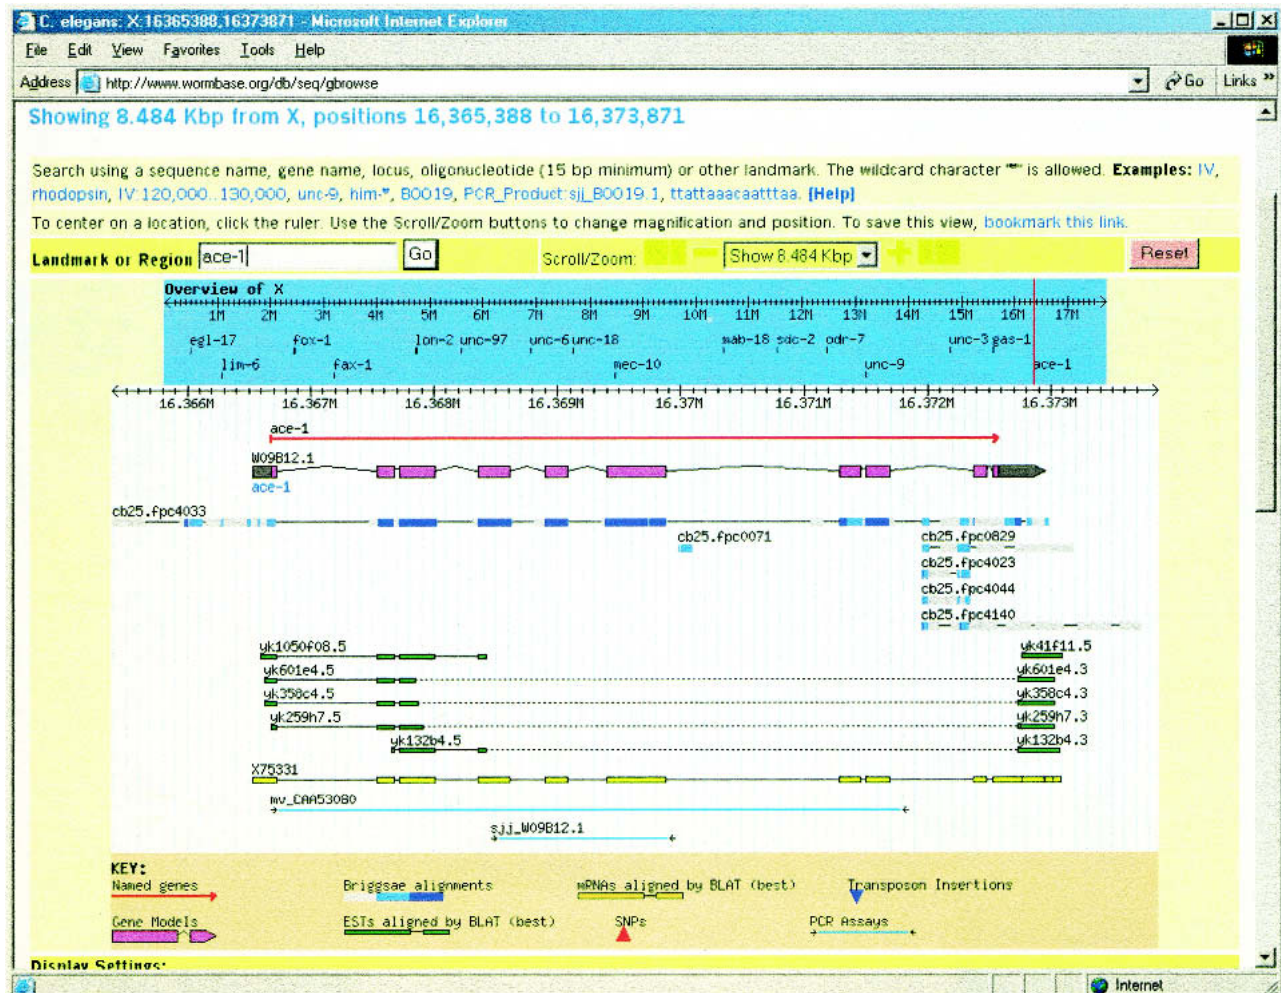 C. elegans: X:16365388,16373871 - Microsoft Internet Explorer
File Edit View Favorites Tools Help
Address http://www.wormbase.org/db/seq/gbrowse Go Links »
Showing 8.484 Kbp from X, positions 16,365,388 to 16,373,871
Search using a sequence name, gene name, locus, oligonucleotide (15 bp minimum) or other landmark. The wildcard character "*" is allowed. Examples: IV,
rhodopsin, IV:120,000..130,000, unc-9, him-*, B0019, PCR_Product:sjj_B0019.1, ttattaaacaatttaa. [Help]
To center on a location, click the ruler. Use the Scroll/Zoom buttons to change magnification and position. To save this view, bookmark this link.
Landmark or Region ace-1 Go Scroll/Zoom: Show 8.484 Kbp Reset
Overview of X
1M 2M 3M 4M 5M 6M 7M 8M 9M 10M 11M 12M 13M 14M 15M 16M 17M
egl-17 fox-1 lon-2 unc-97 unc-6 unc-18 mab-18 sdc-2 odr-7 unc-3 gas-1
lim-6 fax-1 mec-10 unc-9 ace-1
16.366M 16.367M 16.368M 16.369M 16.37M 16.371M 16.372M 16.373M
ace-1
W09B12.1
ace-1
cb25.fpc4033
cb25.fpc0071 cb25.fpc0829
cb25.fpc4023
cb25.fpc4044
cb25.fpc4140
yk1050f08.5 yk41f11.5
yk601e4.5 yk601e4.3
yk358c4.5 yk358c4.3
yk259h7.5 yk259h7.3
yk132b4.5 yk132b4.3
X75331
mv_CAA53080
sjj_W09B12.1
KEY:
Named genes Briggsae alignments mRNAs aligned by BLAT (best) Transposon Insertions
Gene Models ESTs aligned by BLAT (best) SNPs PCR Assays
Display Settings:
Internet